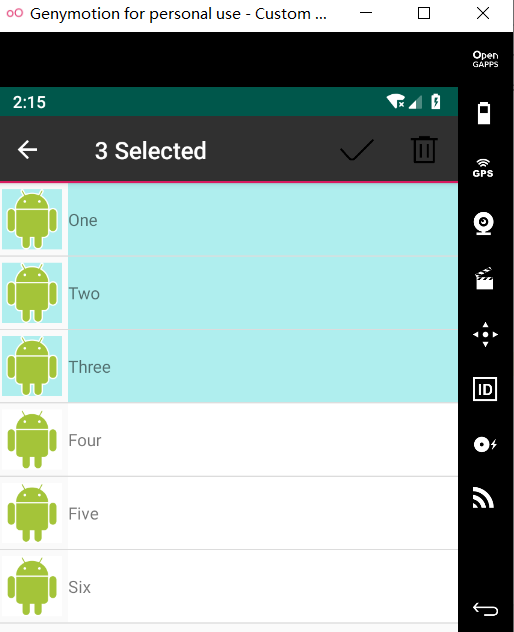 Genymotion for personal use - Custom ...
Open
GAPPS
2:15
3 Selected
GPS
One
Two
Three
ID
Four
Five
Six